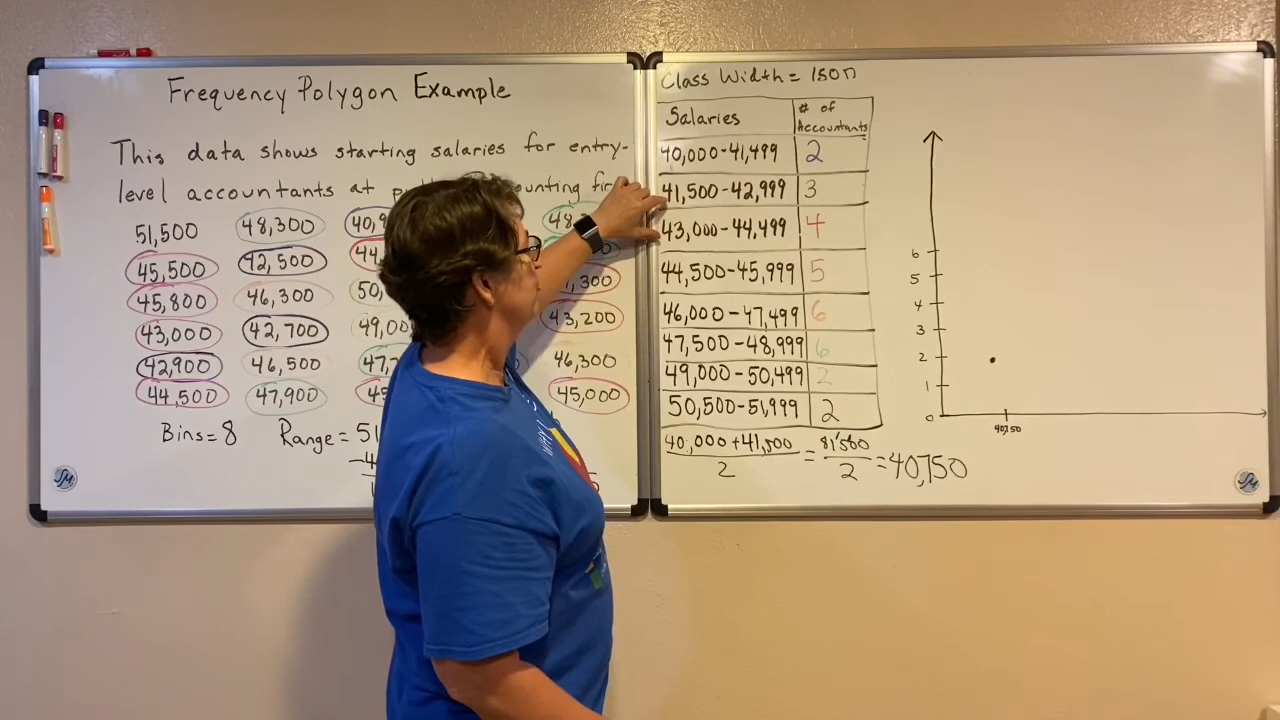 Frequency Polygon Example
This data shows starting salaries for entry-
level accountants at
51,500 48,300
45,500 42,500
45,800 46,300
43,000 42,700 49,000
42,900 46,500 46,300
44,500 47,900 45,000
43,200
Bins=8 Range=
Class Width = 1500
Salaries # of Accountants
40,000-41,499 2
41,500-42,999 3
43,000-44,499 4
44,500-45,999 5
46,000-47,499 6
47,500-48,999 6
49,000-50,499 2
50,500-51,999 2
40,000+41,500 / 2 = 81,500 / 2 = 40,750
6
5
4
3
2
1
0
40,750